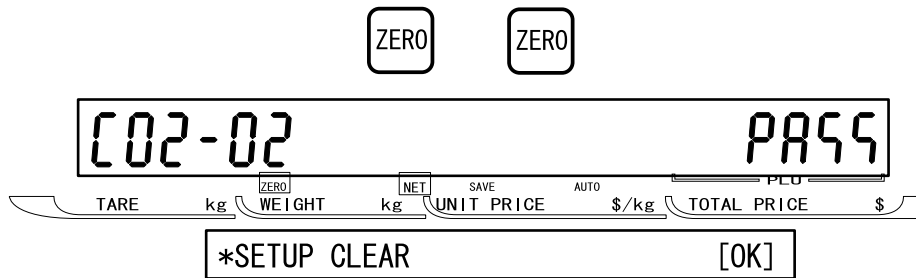 ZERO ZERO
C02-02 PASS
ZERO NET SAVE AUTO PLU
TARE kg WEIGHT kg UNIT PRICE $/kg TOTAL PRICE $
*SETUP CLEAR [OK]